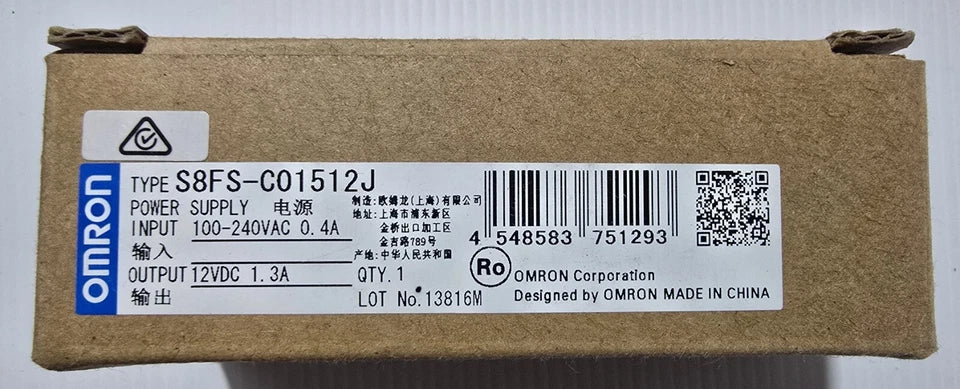 OMRON
TYPE S8FS-C01512J
POWER SUPPLY 电源
INPUT 100-240VAC 0.4A
输入
OUTPUT 12VDC 1.3A
输出
制造:欧姆龙(上海)有限公司
地址:上海市浦东新区
金桥出口加工区
金吉路789号
产地:中华人民共和国
QTY.1
LOT No.13816M
4 548583 751293
Ro
OMRON Corporation
Designed by OMRON MADE IN CHINA